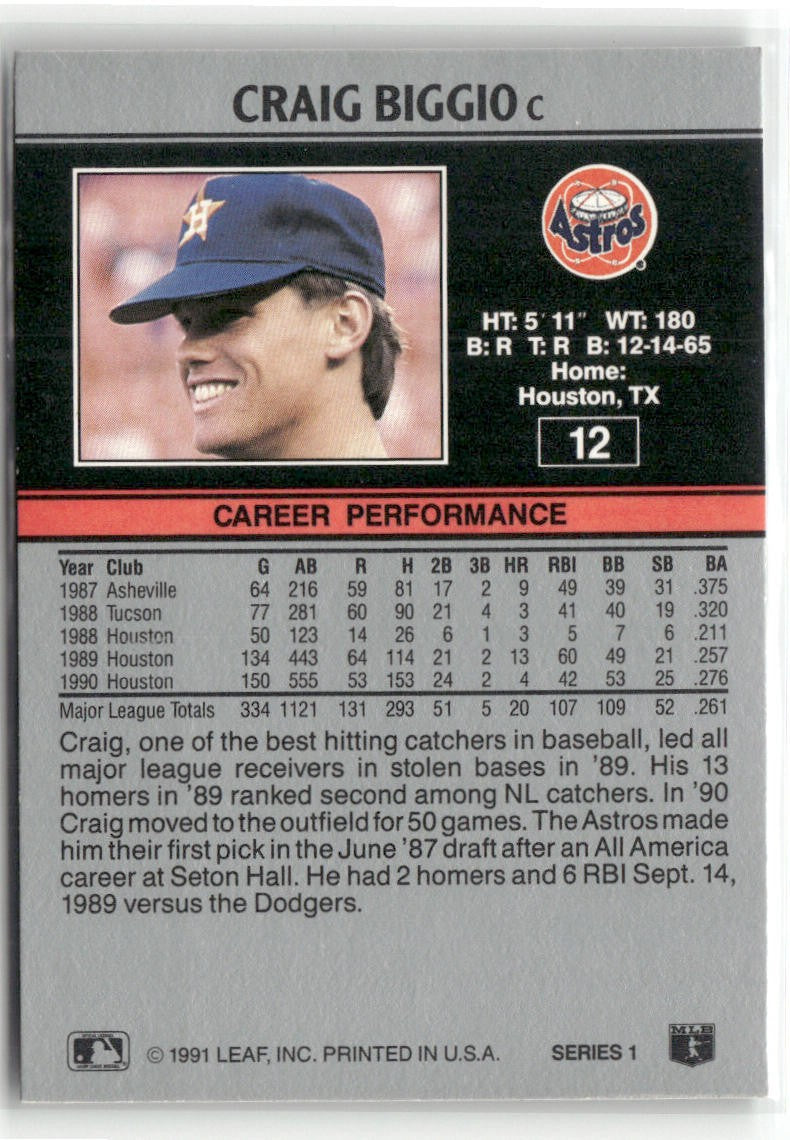 CRAIG BIGGIO C
H
Astros
HT: 5' 11" WT: 180
B: R T: R B: 12-14-65
Home:
Houston, TX
12
CAREER PERFORMANCE
Year Club G AB R H 2B 3B HR RBI BB SB BA
1987 Asheville 64 216 59 81 17 2 9 49 39 31 .375
1988 Tucson 77 281 60 90 21 4 3 41 40 19 .320
1988 Houston 50 123 14 26 6 1 3 5 7 6 .211
1989 Houston 134 443 64 114 21 2 13 60 49 21 .257
1990 Houston 150 555 53 153 24 2 4 42 53 25 .276
Major League Totals 334 1121 131 293 51 5 20 107 109 52 .261
Craig, one of the best hitting catchers in baseball, led all
major league receivers in stolen bases in '89. His 13
homers in '89 ranked second among NL catchers. In '90
Craig moved to the outfield for 50 games. The Astros made
him their first pick in the June '87 draft after an All America
career at Seton Hall. He had 2 homers and 6 RBI Sept. 14,
1989 versus the Dodgers.
© 1991 LEAF, INC. PRINTED IN U.S.A. SERIES 1
MLB